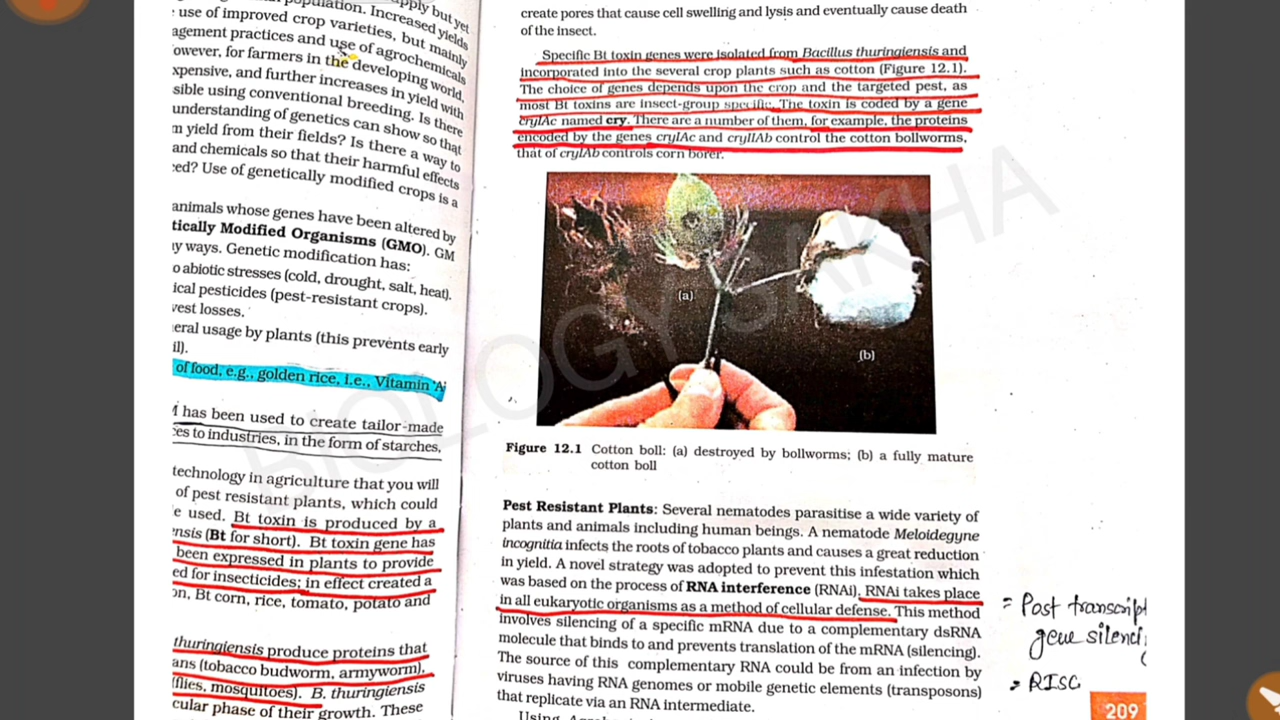 apply but yet
population. Increased yields
use of improved crop varieties, but mainly
agement practices and use of agrochemicals
owever, for farmers in the developing world,
xpensive, and further increases in yield with
sible using conventional breeding. Is there
understanding of genetics can show so that
m yield from their fields? Is there a way to
and chemicals so that their harmful effects
ed? Use of genetically modified crops is a
animals whose genes have been altered by
tically Modified Organisms (GMO). GM
y ways. Genetic modification has:
o abiotic stresses (cold, drought, salt, heat).
ical pesticides (pest-resistant crops).
vest losses.
eral usage by plants (this prevents early
il).
of food, e.g., golden rice, i.e., Vitamin 'A'
has been used to create tailor-made
es to industries, in the form of starches,
technology in agriculture that you will
of pest resistant plants, which could
e used. Bt toxin is produced by a
ensis (Bt for short). Bt toxin gene has
been expressed in plants to provide
ed for insecticides; in effect created a
on, Bt corn, rice, tomato, potato and
thuringiensis produce proteins that
ans (tobacco budworm, armyworm),
(flies, mosquitoes). B. thuringiensis
cular phase of their growth. These
create pores that cause cell swelling and lysis and eventually cause death
of the insect.
Specific Bt toxin genes were isolated from Bacillus thuringiensis and
incorporated into the several crop plants such as cotton (Figure 12.1).
The choice of genes depends upon the crop and the targeted pest, as
most Bt toxins are insect-group specific. The toxin is coded by a gene
cryIAc named cry. There are a number of them, for example, the proteins
encoded by the genes cryIAc and cryIIAb control the cotton bollworms,
that of cryIAb controls corn borer.
(a)
(b)
BIOLOGY SAKHA
Figure 12.1 Cotton boll: (a) destroyed by bollworms; (b) a fully mature
cotton boll
Pest Resistant Plants: Several nematodes parasitise a wide variety of
plants and animals including human beings. A nematode Meloidegyne
incognitia infects the roots of tobacco plants and causes a great reduction
in yield. A novel strategy was adopted to prevent this infestation which
was based on the process of RNA interference (RNAi). RNAi takes place
in all eukaryotic organisms as a method of cellular defense. This method
involves silencing of a specific mRNA due to a complementary dsRNA
molecule that binds to and prevents translation of the mRNA (silencing).
The source of this complementary RNA could be from an infection by
viruses having RNA genomes or mobile genetic elements (transposons)
that replicate via an RNA intermediate.
= Post transcript
gene silenci
= RISC
209